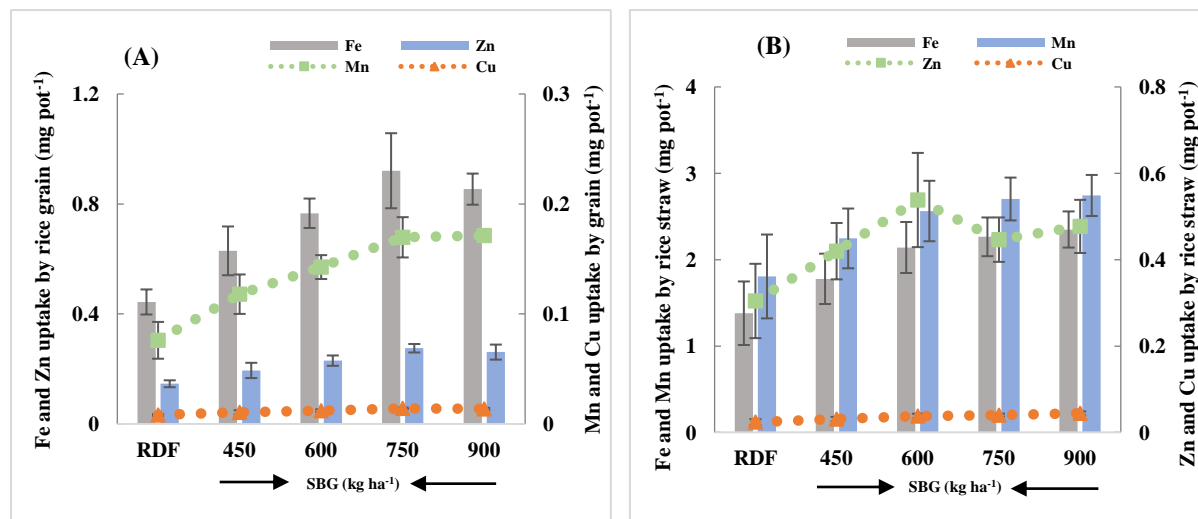 (A)
Fe
Zn
Mn
Cu
Fe and Zn uptake by rice grain (mg pot⁻¹)
1.2
0.8
0.4
0
0.3
0.2
0.1
0
Mn and Cu uptake by grain (mg pot⁻¹)
RDF 450 600 750 900
SBG (kg ha⁻¹)
(B)
Fe
Mn
Zn
Cu
Fe and Mn uptake by rice straw (mg pot⁻¹)
4
3
2
1
0
0.8
0.6
0.4
0.2
0
Zn and Cu uptake by rice straw (mg pot⁻¹)
RDF 450 600 750 900
SBG (kg ha⁻¹)